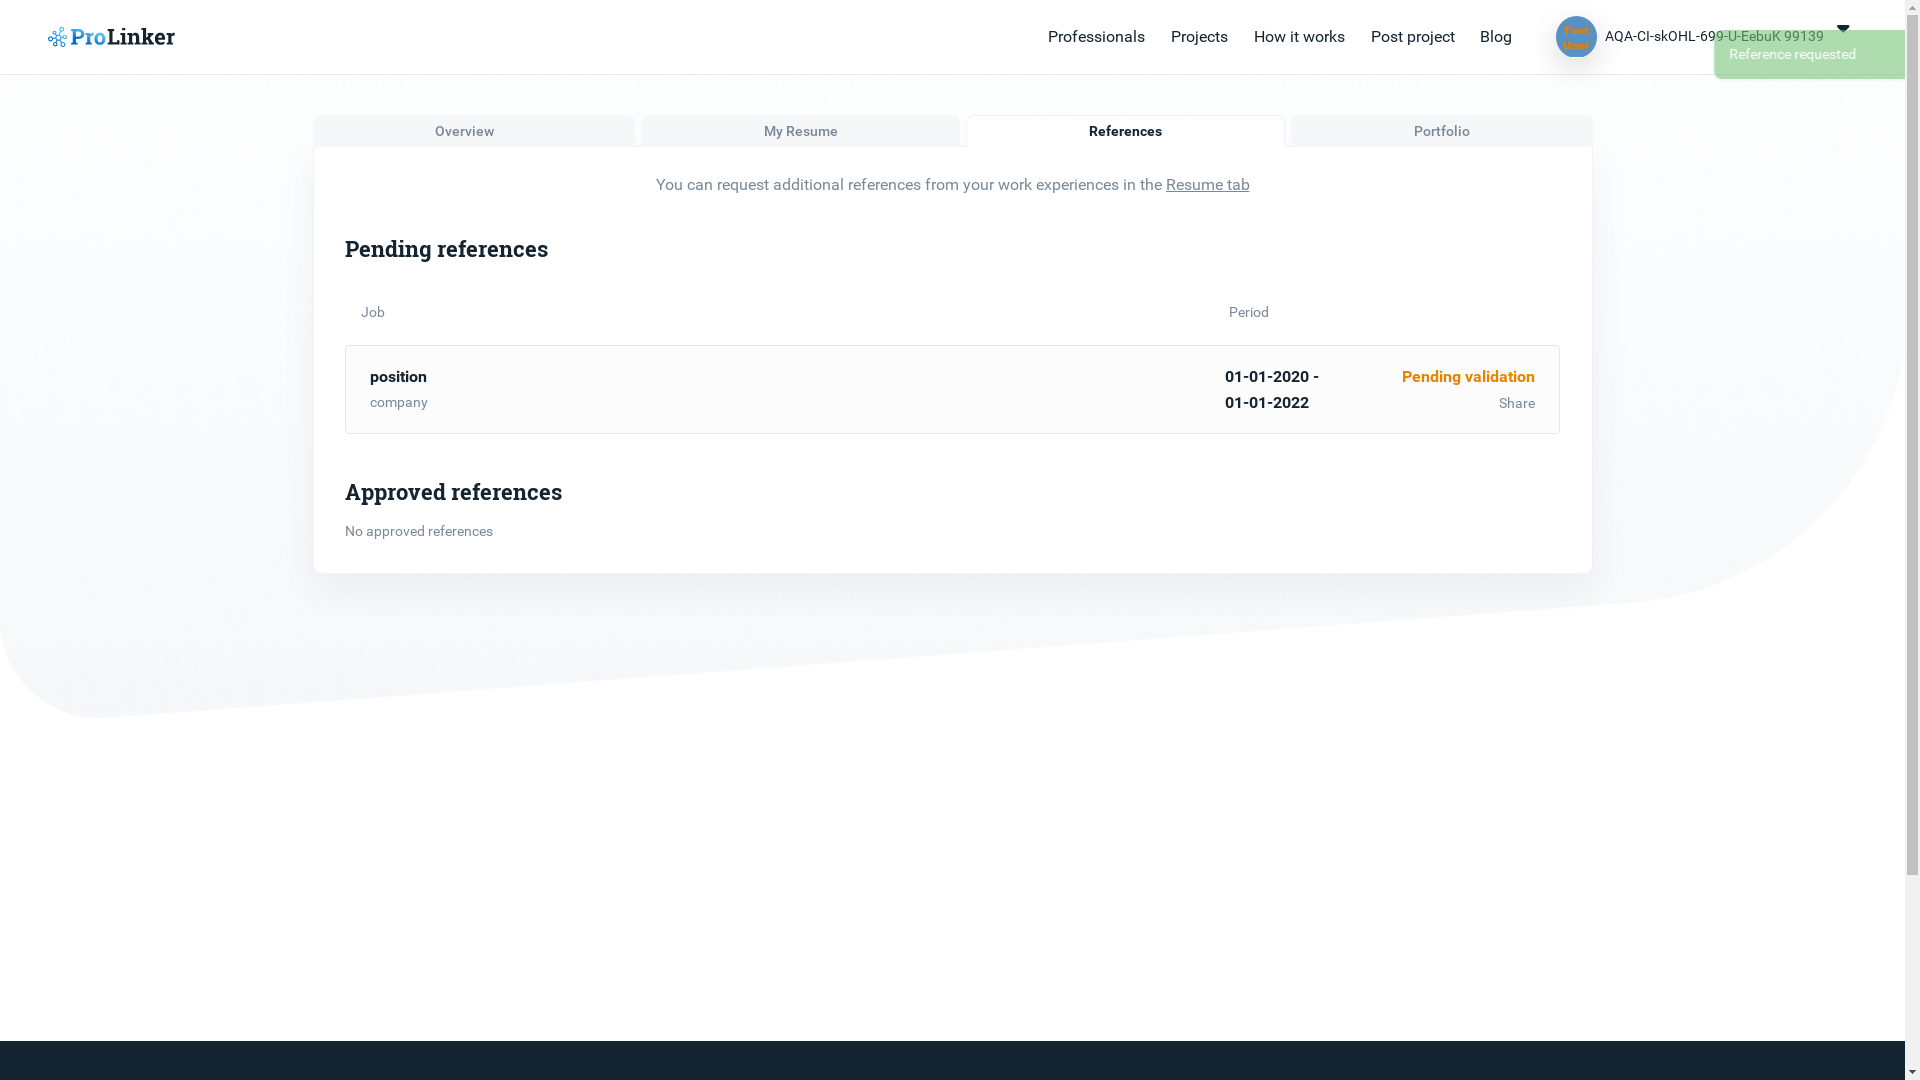 ProLinker
Professionals
Projects
How it works
Post project
Blog
Test
User
AQA-CI-skOHL-699-U-EebuK 99139
Reference requested
Overview
My Resume
References
Portfolio
You can request additional references from your work experiences in the Resume tab
Pending references
Job
Period
position
company
01-01-2020 -
01-01-2022
Pending validation
Share
Approved references
No approved references